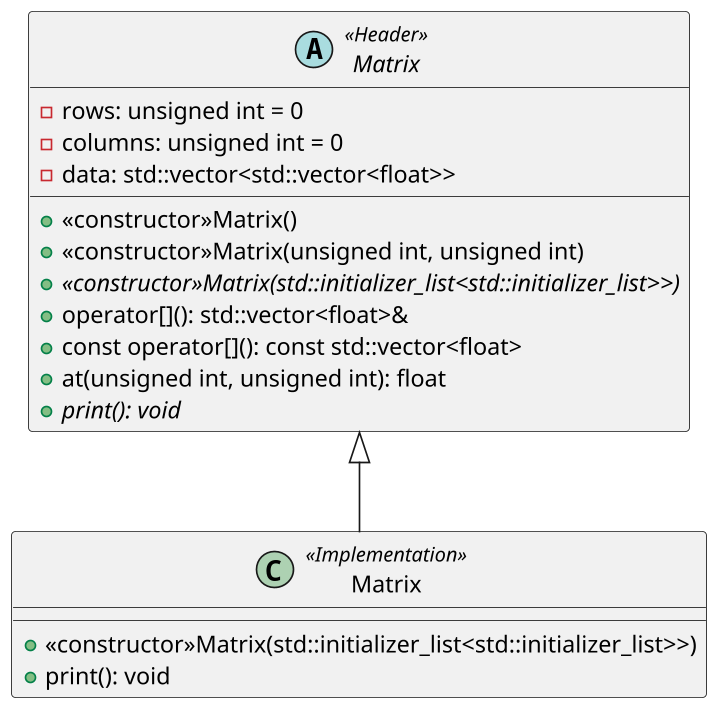 A
«Header»
Matrix
rows: unsigned int = 0
columns: unsigned int = 0
data: std::vector<std::vector<float>>
«constructor»Matrix()
«constructor»Matrix(unsigned int, unsigned int)
«constructor»Matrix(std::initializer_list<std::initializer_list>>)
operator[](): std::vector<float>&
const operator[](): const std::vector<float>
at(unsigned int, unsigned int): float
print(): void
C
«Implementation»
Matrix
«constructor»Matrix(std::initializer_list<std::initializer_list>>)
print(): void